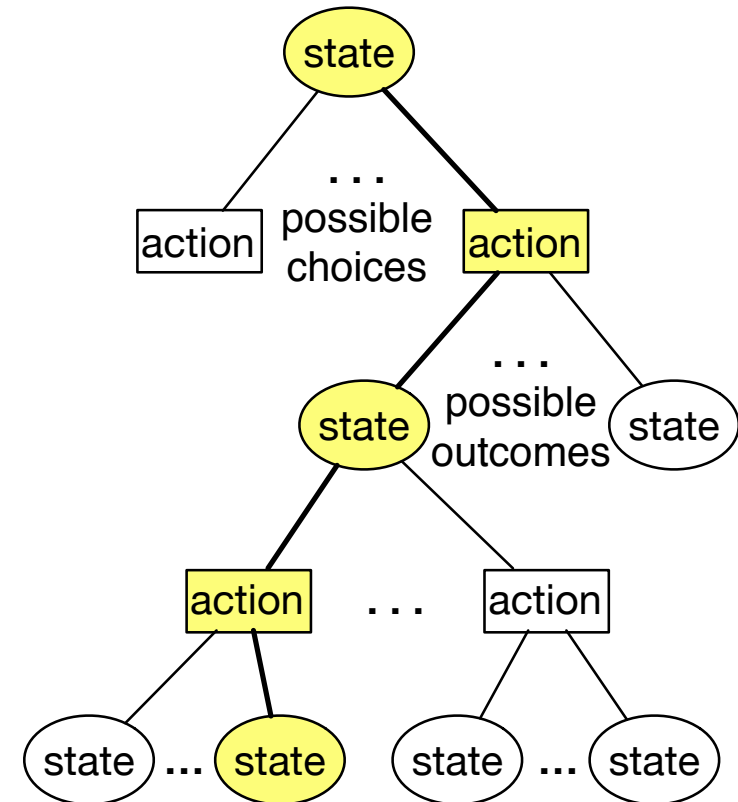 state
. . .
action
possible
choices
action
. . .
state
possible
outcomes
state
action
. . .
action
state
...
state
state
...
state